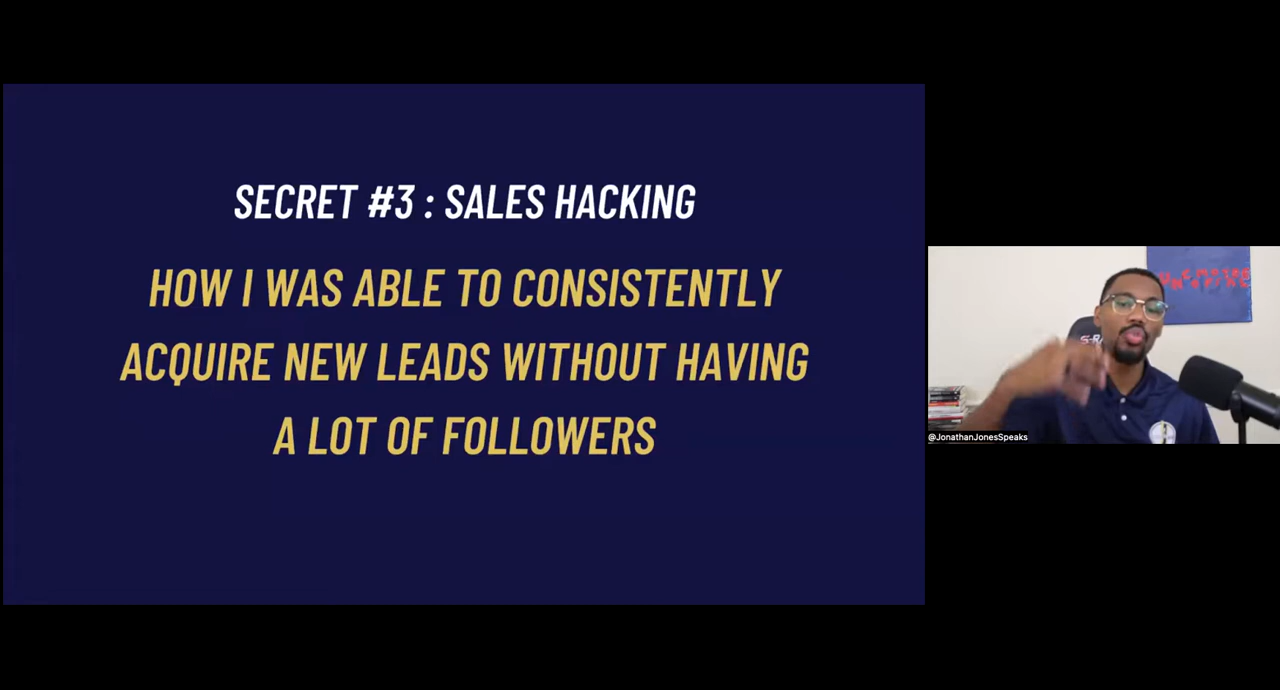 SECRET #3 : SALES HACKING
HOW I WAS ABLE TO CONSISTENTLY
ACQUIRE NEW LEADS WITHOUT HAVING
A LOT OF FOLLOWERS
@JonathanJonesSpeaks